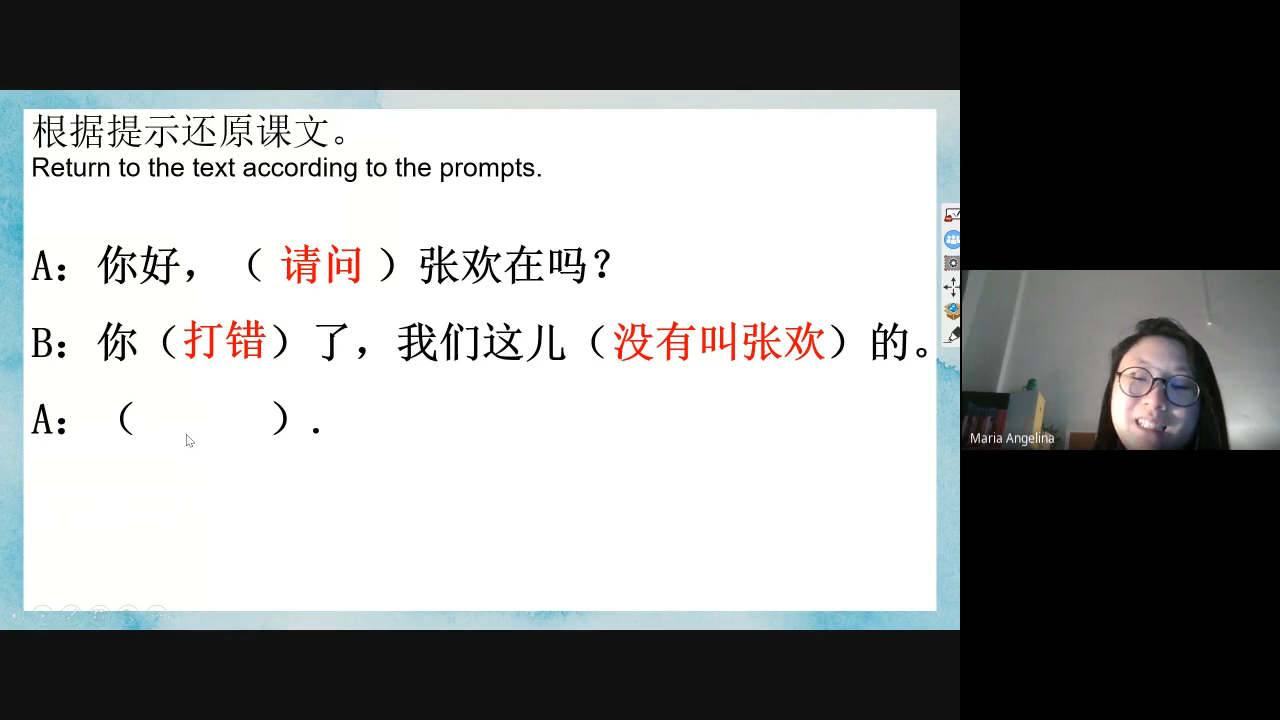 根据提示还原课文。
Return to the text according to the prompts.
A：你好，（ 请问 ）张欢在吗？
B：你（打错）了，我们这儿（没有叫张欢）的。
A：（ ）.
Maria Angelina